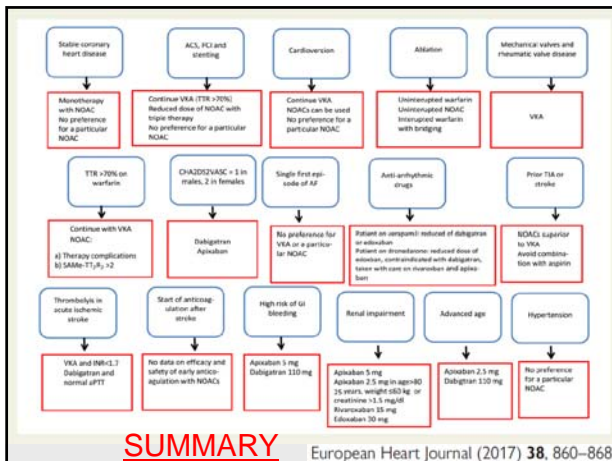 Stable coronary
heart disease
ACS, PCI and
stenting
Cardioversion
Ablation
Mechanical valves and
rheumatic valve disease
Monotherapy
with NOAC
No preference
for a particular
NOAC
Continue VKA (TTR >70%)
Reduced dose of NOAC with
triple therapy
No preference for a particular
NOAC
Continue VKA
NOACs can be used
No preference for
a particular NOAC
Uninterupted warfarin
Uninterupted NOAC
Interupted warfarin
with bridging
VKA
TTR >70% on
warfarin
CHA2DS2VASC = 1 in
males, 2 in females
Single first epi-
sode of AF
Anti-arrhythmic
drugs
Prior TIA or
stroke
Continue with VKA
NOAC:
a) Therapy complications
b) SAMe-TT₂R₂ >2
Dabigatran
Apixaban
No preference for
VKA or a particu-
lar NOAC
Patient on verapamil: reduced of dabigatran
or edoxaban
Patient on dronedarone: reduced dose of
edoxban, contraindicated with dabigatran,
taken with care on rivaroxban and apixa-
ban
NOACs superior
to VKA
Avoid combina-
tion with aspirin
Thrombolysis in
acute ischemic
stroke
Start of anticoag-
ulation after
stroke
High risk of GI
bleeding
Renal impairment
Advanced age
Hypertension
VKA and INR<1.7
Dabigatran and
normal aPTT
No data on efficacy and
safety of early antico-
agulation with NOACs
Apixaban 5 mg
Dabigatran 110 mg
Apixaban 5 mg
Apixaban 2.5 mg in age>80
25 years, weight ≤60 kg or
creatinine >1.5 mg/dl
Rivaroxaban 15 mg
Edoxaban 30 mg
Apixaban 2.5 mg
Dabigtran 110 mg
No preference
for a particular
NOAC
SUMMARY
European Heart Journal (2017) 38, 860–868